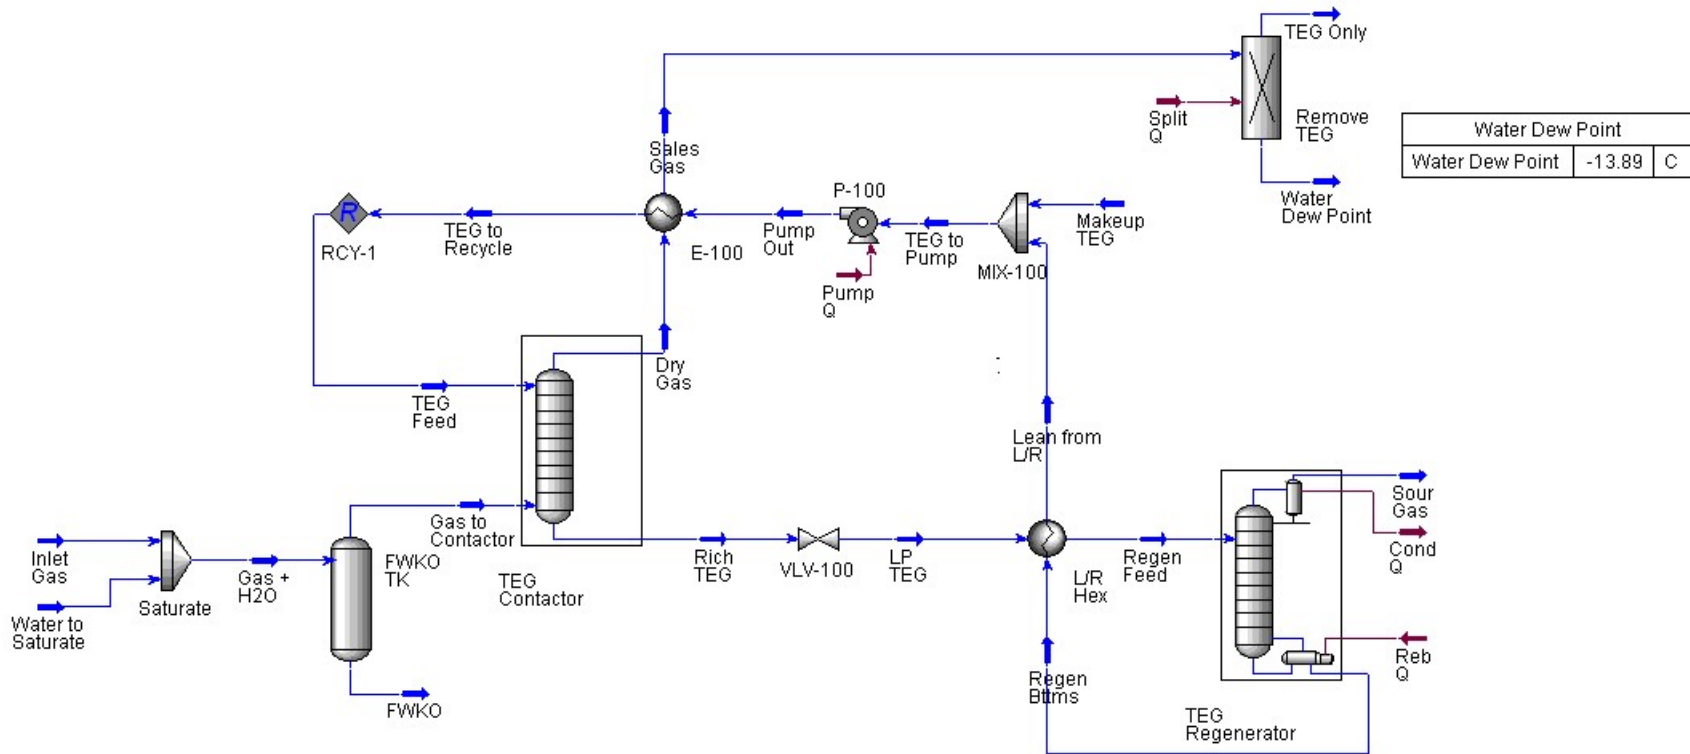 TEG Only
Split
Q
Remove
TEG
Water Dew Point
Water Dew Point -13.89 C
Water
Dew Point
Sales
Gas
P-100
Makeup
TEG
RCY-1
TEG to
Recycle
E-100
Pump
Out
TEG to
Pump
MIX-100
Pump
Q
Dry
Gas
TEG
Feed
Lean from
L/R
Sour
Gas
Inlet
Gas
Gas +
H2O
FWKO
TK
Gas to
Contactor
Rich
TEG
VLV-100
LP
TEG
L/R
Hex
Regen
Feed
Cond
Q
Water to
Saturate
Saturate
TEG
Contactor
Reb
Q
Regen
Bttms
FWKO
TEG
Regenerator
R